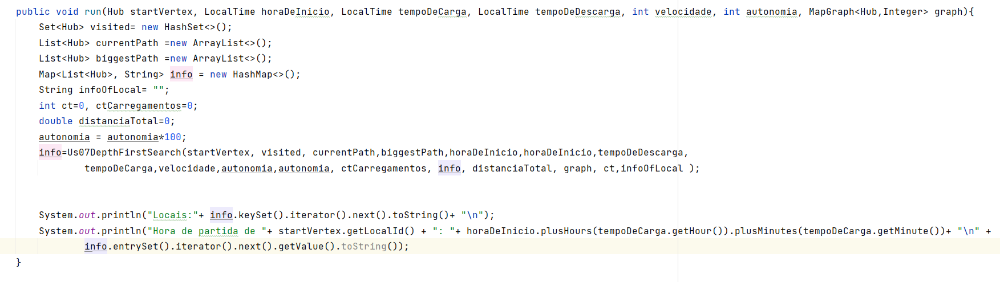 public void run(Hub startVertex, LocalTime horaDeInicio, LocalTime tempoDeCarga, LocalTime tempoDeDescarga, int velocidade, int autonomia, MapGraph<Hub,Integer> graph){
    Set<Hub> visited= new HashSet<>();
    List<Hub> currentPath =new ArrayList<>();
    List<Hub> biggestPath =new ArrayList<>();
    Map<List<Hub>, String> info = new HashMap<>();
    String infoOfLocal= "";
    int ct=0, ctCarregamentos=0;
    double distanciaTotal=0;
    autonomia = autonomia*100;
    info=Us07DepthFirstSearch(startVertex, visited, currentPath,biggestPath,horaDeInicio,horaDeInicio,tempoDeDescarga,
            tempoDeCarga,velocidade,autonomia,autonomia, ctCarregamentos, info, distanciaTotal, graph, ct,infoOfLocal );
    System.out.println("Locais:"+ info.keySet().iterator().next().toString()+ "\n");
    System.out.println("Hora de partida de "+ startVertex.getLocalId() + ": "+ horaDeInicio.plusHours(tempoDeCarga.getHour()).plusMinutes(tempoDeCarga.getMinute())+ "\n" +
            info.entrySet().iterator().next().getValue().toString());
}